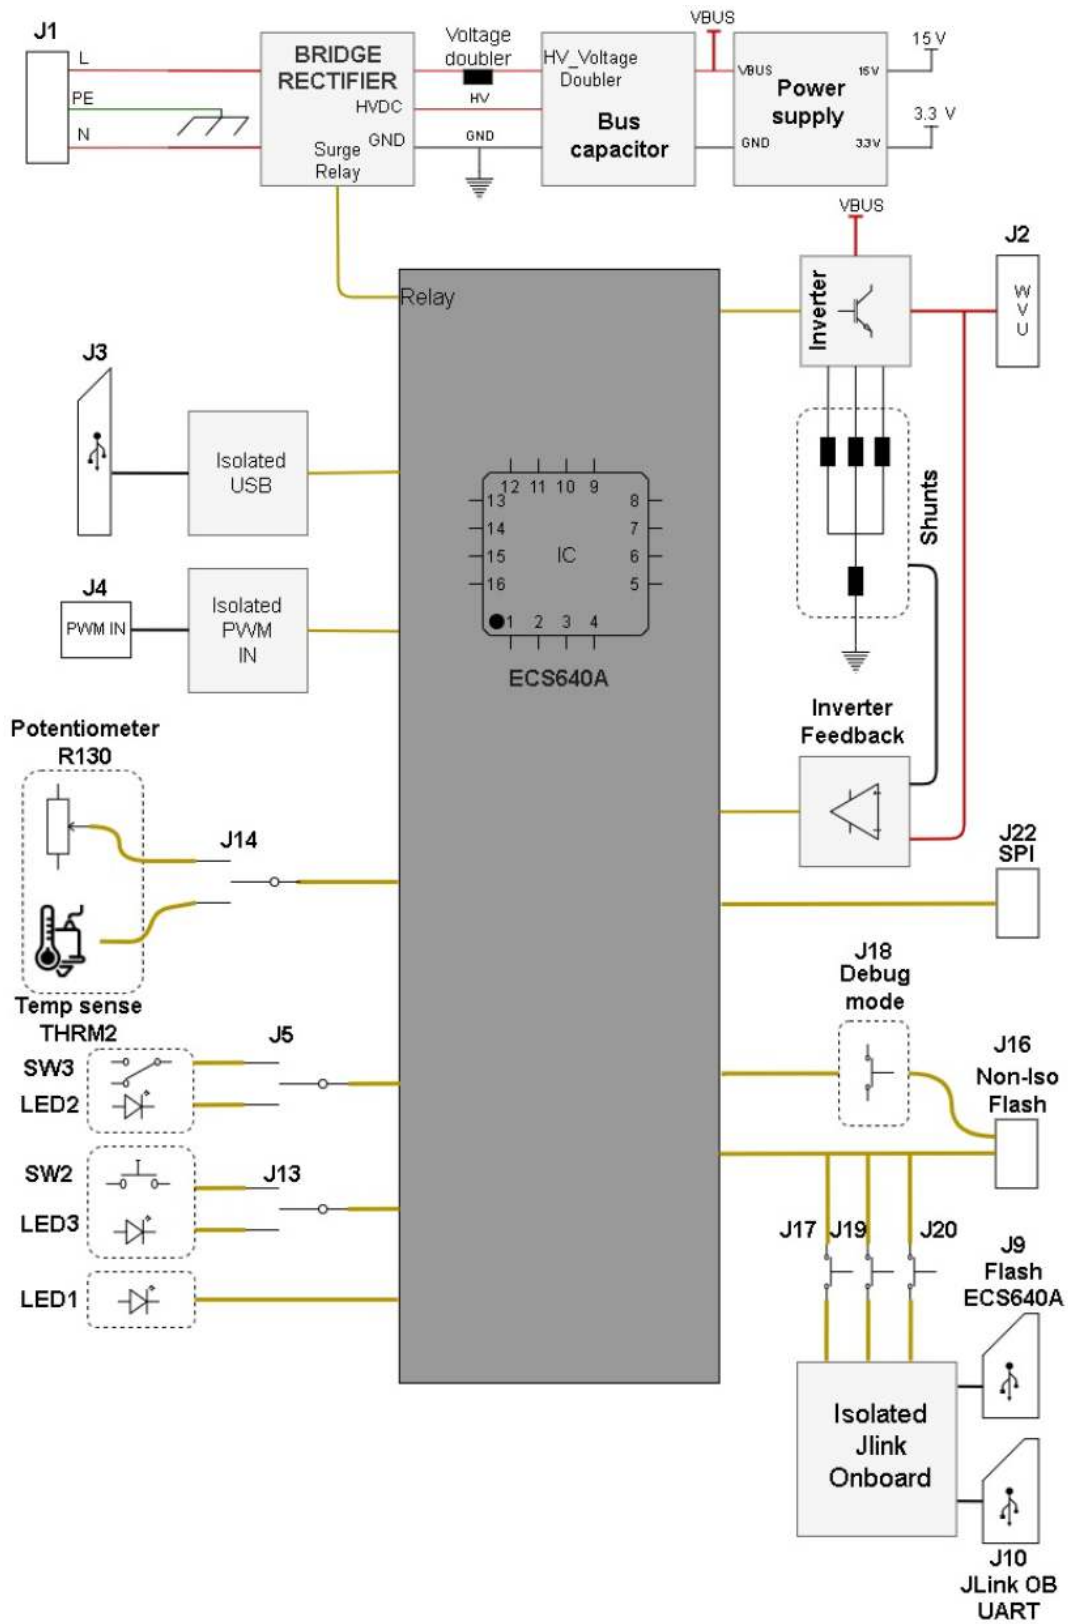 J1
L
PE
N
BRIDGE
RECTIFIER
HVDC
GND
Surge
Relay
Voltage
doubler
HV
GND
HV_Voltage
Doubler
Bus
capacitor
VBUS
VBUS
Power
supply
GND
15V
3.3V
15 V
3.3 V
Relay
VBUS
Inverter
J2
W
V
U
J3
Isolated
USB
Shunts
12 11 10 9
13
14
15
16
8
7
6
5
IC
1 2 3 4
ECS640A
J4
PWM IN
Isolated
PWM
IN
Inverter
Feedback
Potentiometer
R130
J14
Temp sense
THRM2
J22
SPI
J18
Debug
mode
J16
Non-Iso
Flash
J5
SW3
LED2
SW2
LED3
J13
LED1
J17
J19
J20
J9
Flash
ECS640A
Isolated
Jlink
Onboard
J10
JLink OB
UART